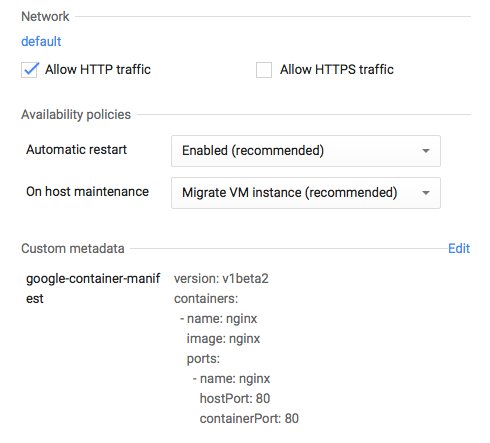 Network
default
Allow HTTP traffic Allow HTTPS traffic
Availability policies
Automatic restart Enabled (recommended)
On host maintenance Migrate VM instance (recommended)
Custom metadata Edit
google-container-manif version: v1beta2
est containers:
- name: nginx
image: nginx
ports:
- name: nginx
hostPort: 80
containerPort: 80